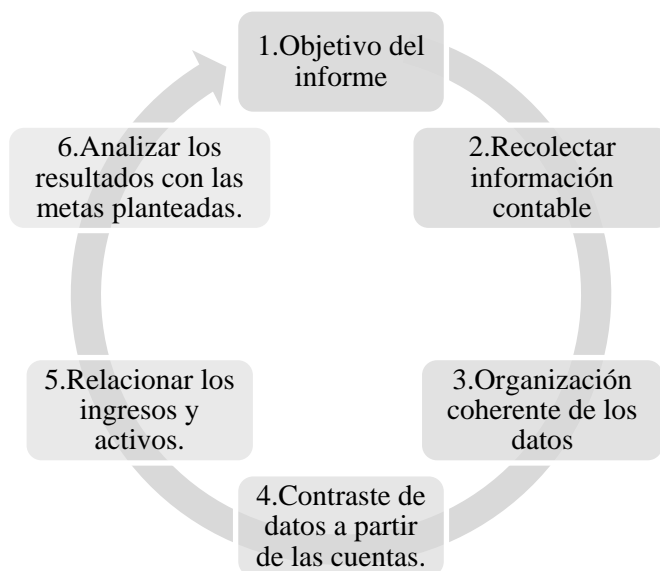 1.Objetivo del
informe
2.Recolectar
información
contable
3.Organización
coherente de los
datos
4.Contraste de
datos a partir
de las cuentas.
5.Relacionar los
ingresos y
activos.
6.Analizar los
resultados con las
metas planteadas.